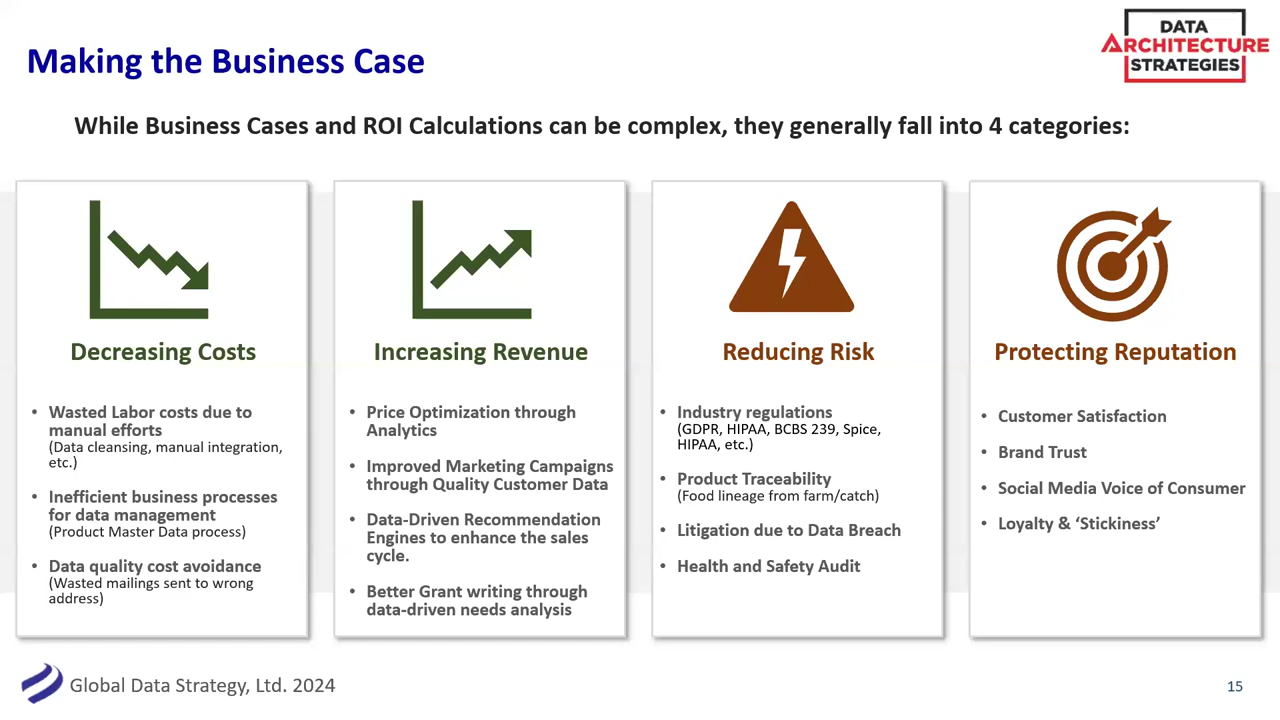 Making the Business Case
DATA
ARCHITECTURE
STRATEGIES
While Business Cases and ROI Calculations can be complex, they generally fall into 4 categories:
Decreasing Costs
• Wasted Labor costs due to
manual efforts
(Data cleansing, manual integration,
etc.)
• Inefficient business processes
for data management
(Product Master Data process)
• Data quality cost avoidance
(Wasted mailings sent to wrong
address)
Increasing Revenue
• Price Optimization through
Analytics
• Improved Marketing Campaigns
through Quality Customer Data
• Data-Driven Recommendation
Engines to enhance the sales
cycle.
• Better Grant writing through
data-driven needs analysis
Reducing Risk
• Industry regulations
(GDPR, HIPAA, BCBS 239, Spice,
HIPAA, etc.)
• Product Traceability
(Food lineage from farm/catch)
• Litigation due to Data Breach
• Health and Safety Audit
Protecting Reputation
• Customer Satisfaction
• Brand Trust
• Social Media Voice of Consumer
• Loyalty & ‘Stickiness’
Global Data Strategy, Ltd. 2024
15